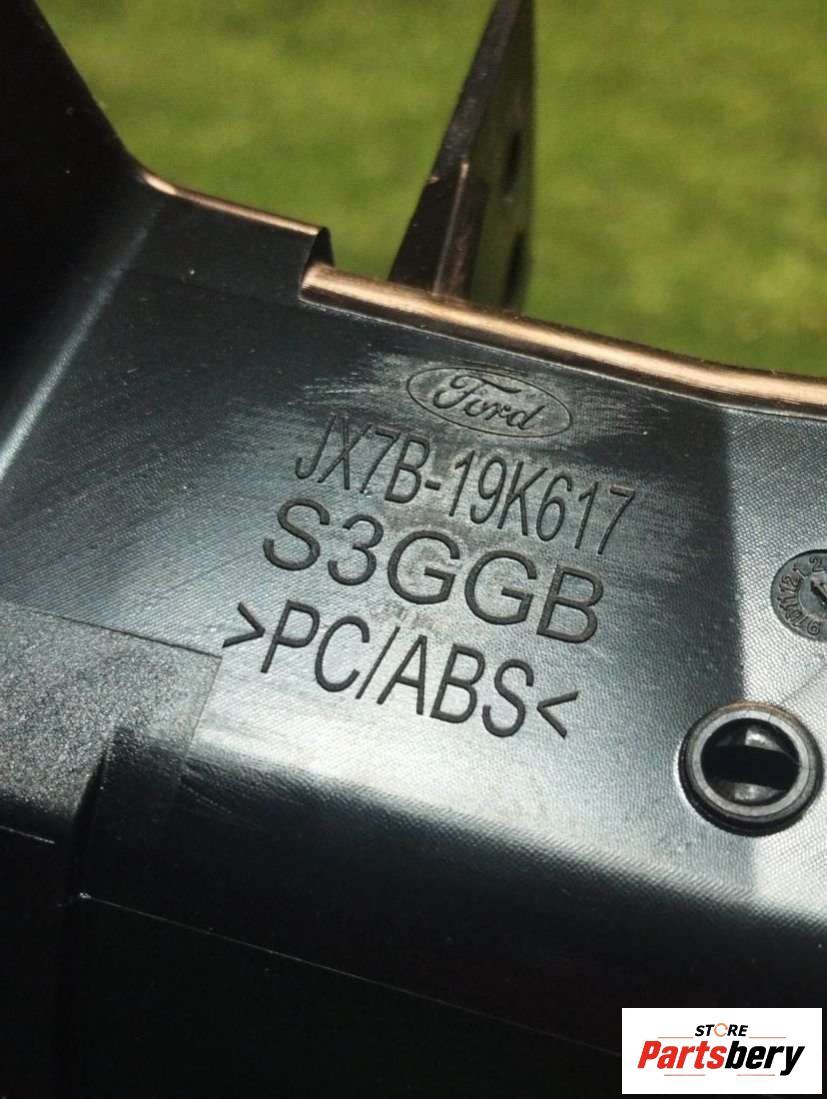 Ford
JX7B-19K617
S3GGB
>PC/ABS<
STORE
Partsbery